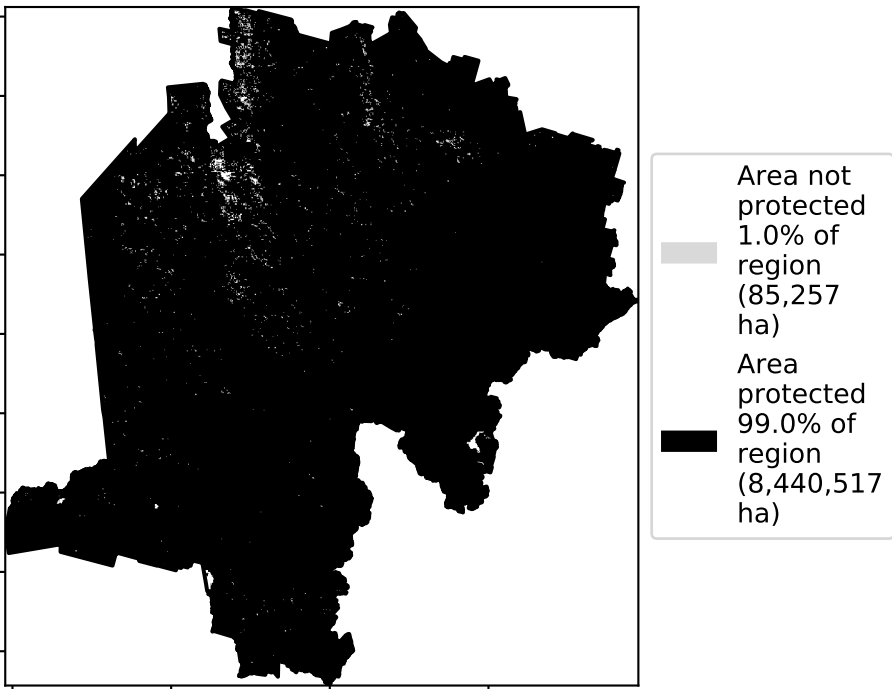 Area not
protected
1.0% of
region
(85,257
ha)
Area
protected
99.0% of
region
(8,440,517
ha)